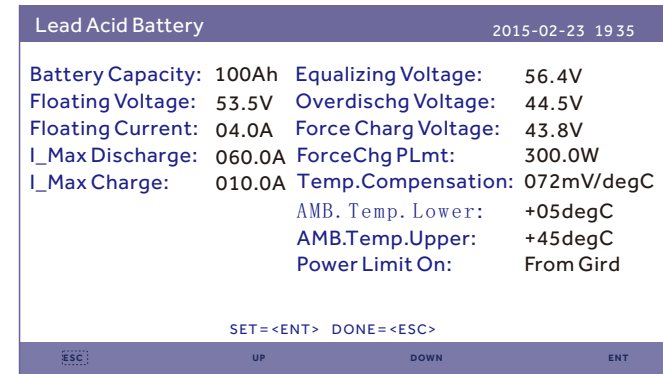 Lead Acid Battery 2015-02-23 1935
Battery Capacity: 100Ah Equalizing Voltage: 56.4V
Floating Voltage: 53.5V Overdischg Voltage: 44.5V
Floating Current: 04.0A Force Charg Voltage: 43.8V
I_Max Discharge: 060.0A ForceChg PLmt: 300.0W
I_Max Charge: 010.0A Temp.Compensation: 072mV/degC
AMB. Temp. Lower: +05degC
AMB.Temp.Upper: +45degC
Power Limit On: From Gird
SET=<ENT> DONE=<ESC>
ESC UP DOWN ENT